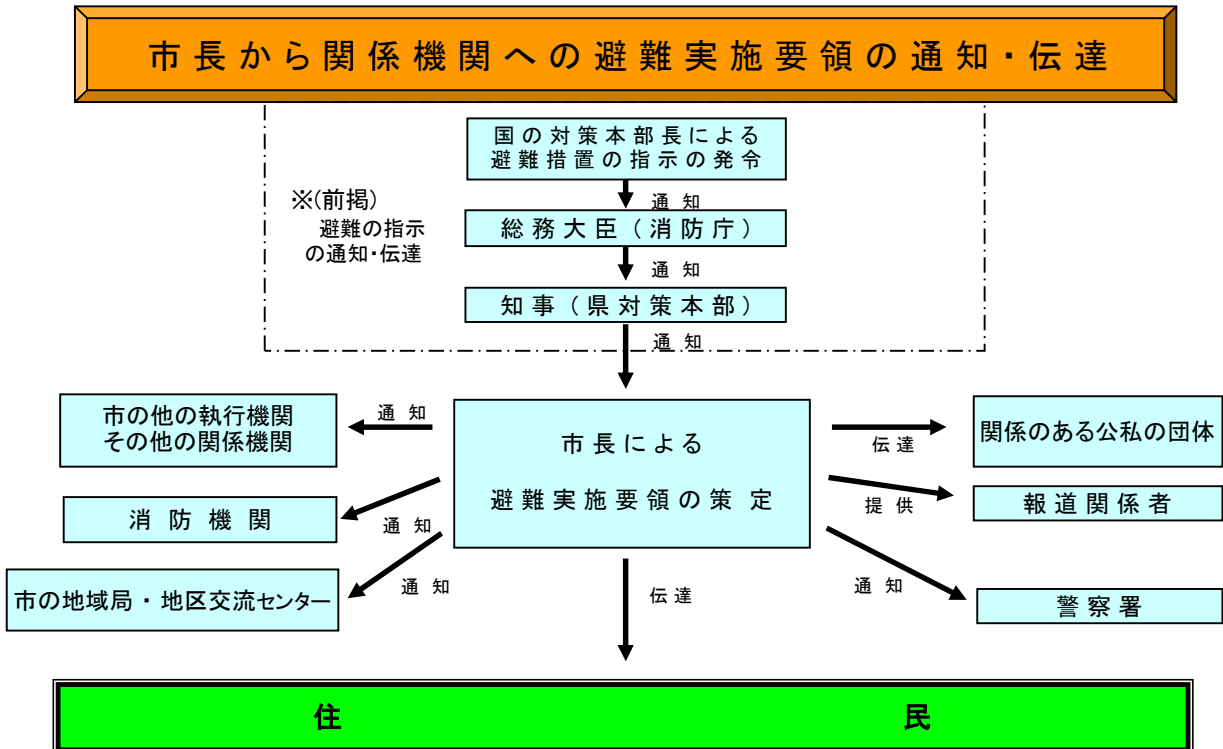 市長から関係機関への避難実施要領の通知・伝達
国の対策本部長による
避難措置の指示の発令
通知
※(前掲)
避難の指示
の通知・伝達
総務大臣(消防庁)
通知
知事(県対策本部)
通知
市の他の執行機関
その他の関係機関
通知
市長による
避難実施要領の策定
伝達
関係のある公私の団体
消防機関
通知
提供
報道関係者
市の地域局・地区交流センター
通知
伝達
通知
警察署
住民